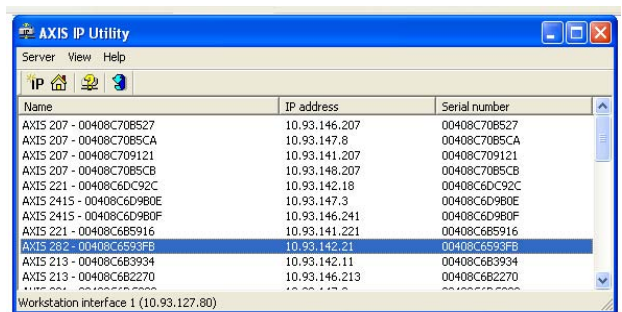 AXIS IP Utility
Server View Help
IP
Name IP address Serial number
AXIS 207 - 00408C70B527 10.93.146.207 00408C70B527
AXIS 207 - 00408C70B5CA 10.93.147.8 00408C70B5CA
AXIS 207 - 00408C709121 10.93.141.207 00408C709121
AXIS 207 - 00408C70B5CB 10.93.148.207 00408C70B5CB
AXIS 221 - 00408C6DC92C 10.93.142.18 00408C6DC92C
AXIS 241S - 00408C6D9B0E 10.93.147.3 00408C6D9B0E
AXIS 241S - 00408C6D9B0F 10.93.146.241 00408C6D9B0F
AXIS 221 - 00408C6B5916 10.93.141.221 00408C6B5916
AXIS 282 - 00408C6593FB 10.93.142.21 00408C6593FB
AXIS 213 - 00408C6B3934 10.93.142.11 00408C6B3934
AXIS 213 - 00408C6B2270 10.93.146.213 00408C6B2270
Workstation interface 1 (10.93.127.80)